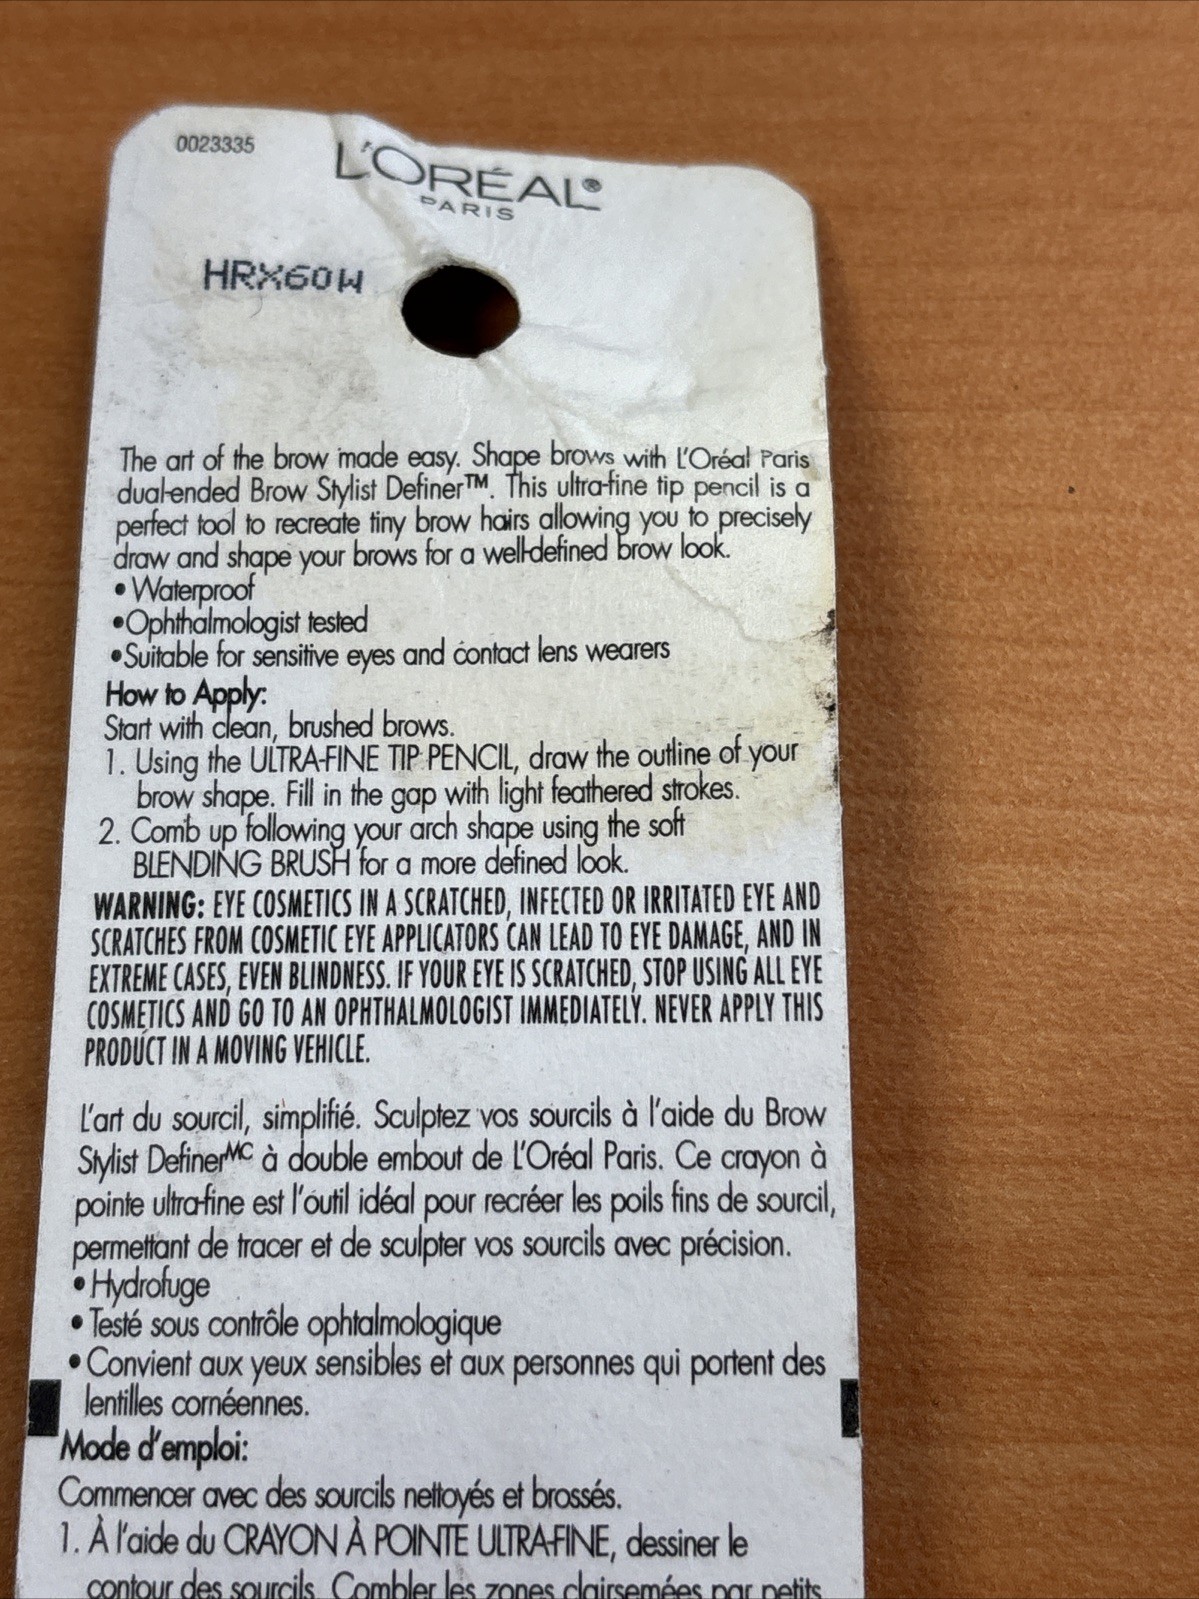 0023335
L'ORÉAL®
PARIS
HRX60W
The art of the brow made easy. Shape brows with L'Oréal Paris
dual-ended Brow Stylist Definer™. This ultra-fine tip pencil is a
perfect tool to recreate tiny brow hairs allowing you to precisely
draw and shape your brows for a well-defined brow look.
• Waterproof
•Ophthalmologist tested
•Suitable for sensitive eyes and contact lens wearers
How to Apply:
Start with clean, brushed brows.
1. Using the ULTRA-FINE TIP PENCIL, draw the outline of your
brow shape. Fill in the gap with light feathered strokes.
2. Comb up following your arch shape using the soft
BLENDING BRUSH for a more defined look.
WARNING: EYE COSMETICS IN A SCRATCHED, INFECTED OR IRRITATED EYE AND
SCRATCHES FROM COSMETIC EYE APPLICATORS CAN LEAD TO EYE DAMAGE, AND IN
EXTREME CASES, EVEN BLINDNESS. IF YOUR EYE IS SCRATCHED, STOP USING ALL EYE
COSMETICS AND GO TO AN OPHTHALMOLOGIST IMMEDIATELY. NEVER APPLY THIS
PRODUCT IN A MOVING VEHICLE.
L'art du sourcil, simplifié. Sculptez vos sourcils à l'aide du Brow
Stylist Definerᴹᶜ à double embout de L'Oréal Paris. Ce crayon à
pointe ultra-fine est l'outil idéal pour recréer les poils fins de sourcil,
permettant de tracer et de sculpter vos sourcils avec précision.
• Hydrofuge
• Testé sous contrôle ophtalmologique
• Convient aux yeux sensibles et aux personnes qui portent des
lentilles cornéennes.
Mode d'emploi:
Commencer avec des sourcils nettoyés et brossés.
1. À l'aide du CRAYON À POINTE ULTRA-FINE, dessiner le
contour des sourcils. Combler les zones clairsemées par petits